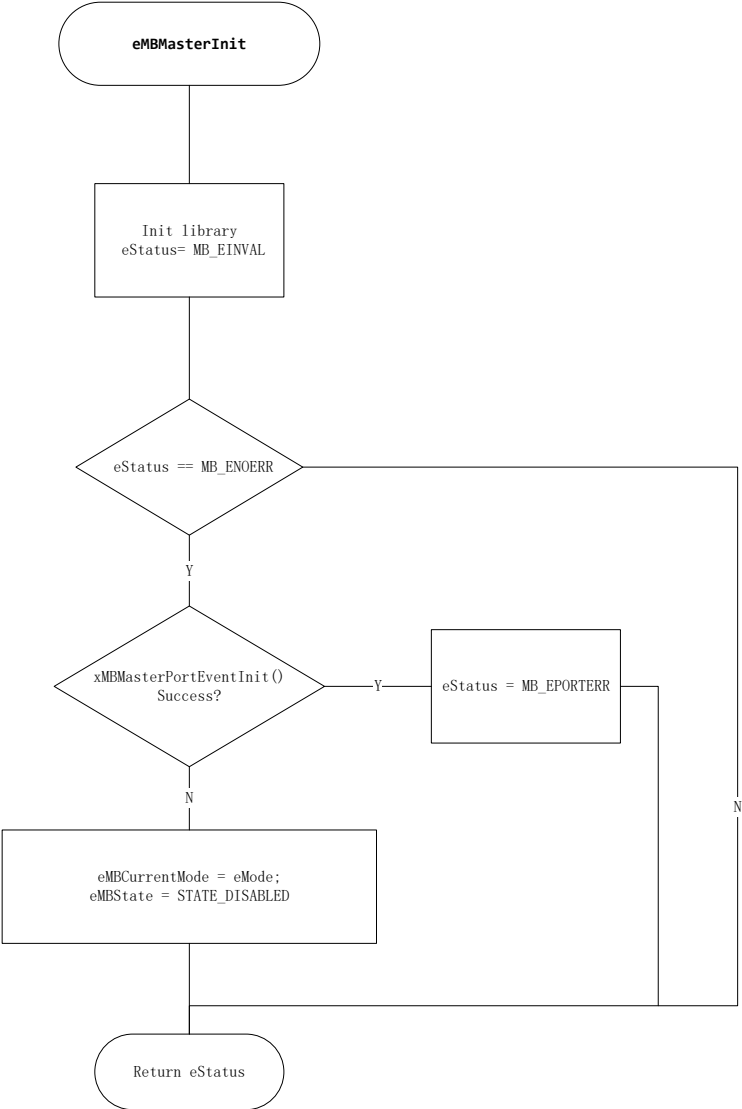 eMBMasterInit
Init library
eStatus= MB_EINVAL
eStatus == MB_ENOERR
Y
xMBMasterPortEventInit()
Success?
Y
eStatus = MB_EPORTERR
N
N
eMBCurrentMode = eMode;
eMBState = STATE_DISABLED
Return eStatus